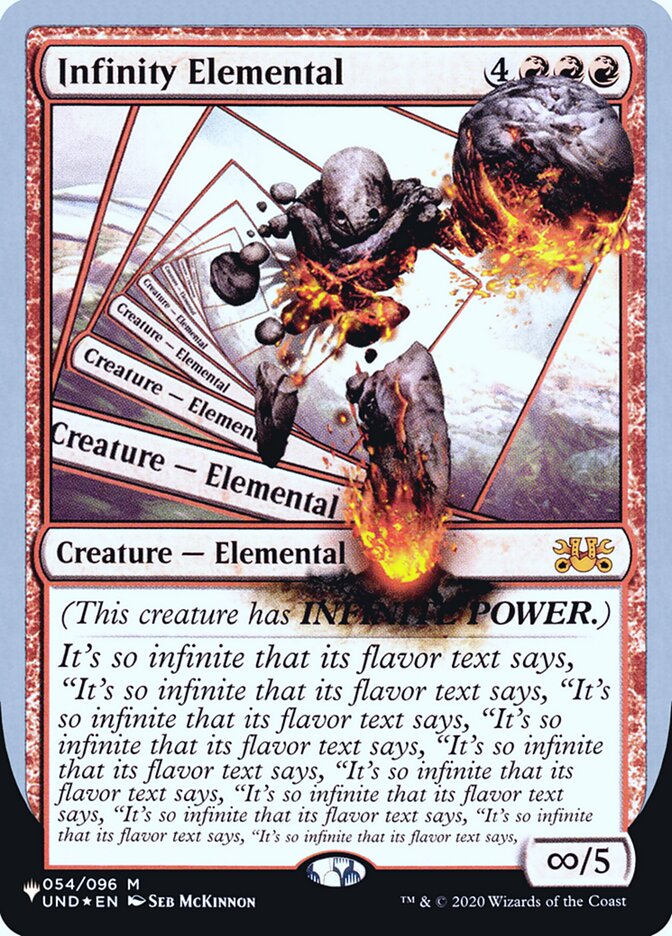 Infinity Elemental 4
Creature — Elemental
Creature — Elemental
Creature — Elemen
Creature — Elemental
Creature — Elemental
(This creature has INFINITE POWER.)
It's so infinite that its flavor text says,
“It's so infinite that its flavor text says, “It's
so infinite that its flavor text says, “It's so
infinite that its flavor text says, “It's so infinite
that its flavor text says, “It's so infinite that its
flavor text says, “It's so infinite that its flavor text
says, “It's so infinite that its flavor text says, “It's so infinite
that its flavor text says, “It's so infinite that its flavor text says,
∞/5
054/096 M
UND★EN Seb McKinnon
™ & © 2020 Wizards of the Coast